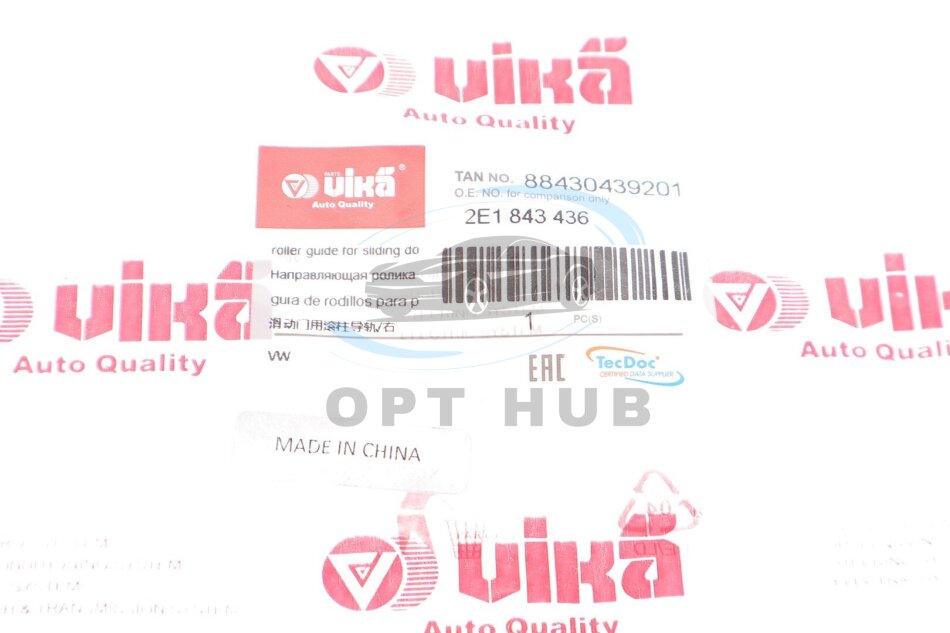 vika
Auto Quality
PARTS
vika®
Auto Quality
TAN NO. 88430439201
O.E. NO. for comparison only
2E1 843 436
roller guide for sliding do
Направляющая ролика
guia de rodillos para p
滑动门用滚柱导轨/右
1 PC(S)
VW
EAC
TecDoc
CERTIFIED DATA SUPPLIER
OPT HUB
vika
Auto Quality
vika
Auto Quality
MADE IN CHINA
vika
Auto Quality
& TRANSMISSION SYSTEM